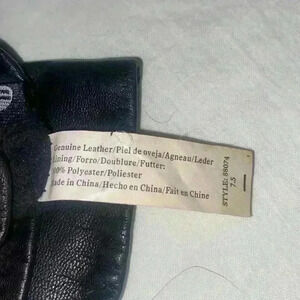 Genuine Leather/Piel de oveja/Agneau/Leder
Lining/Forro/Doublure/Futter:
100% Polyester/Poliester
Made in China/Hecho en China/Fait en Chine
7.5
STYLE: